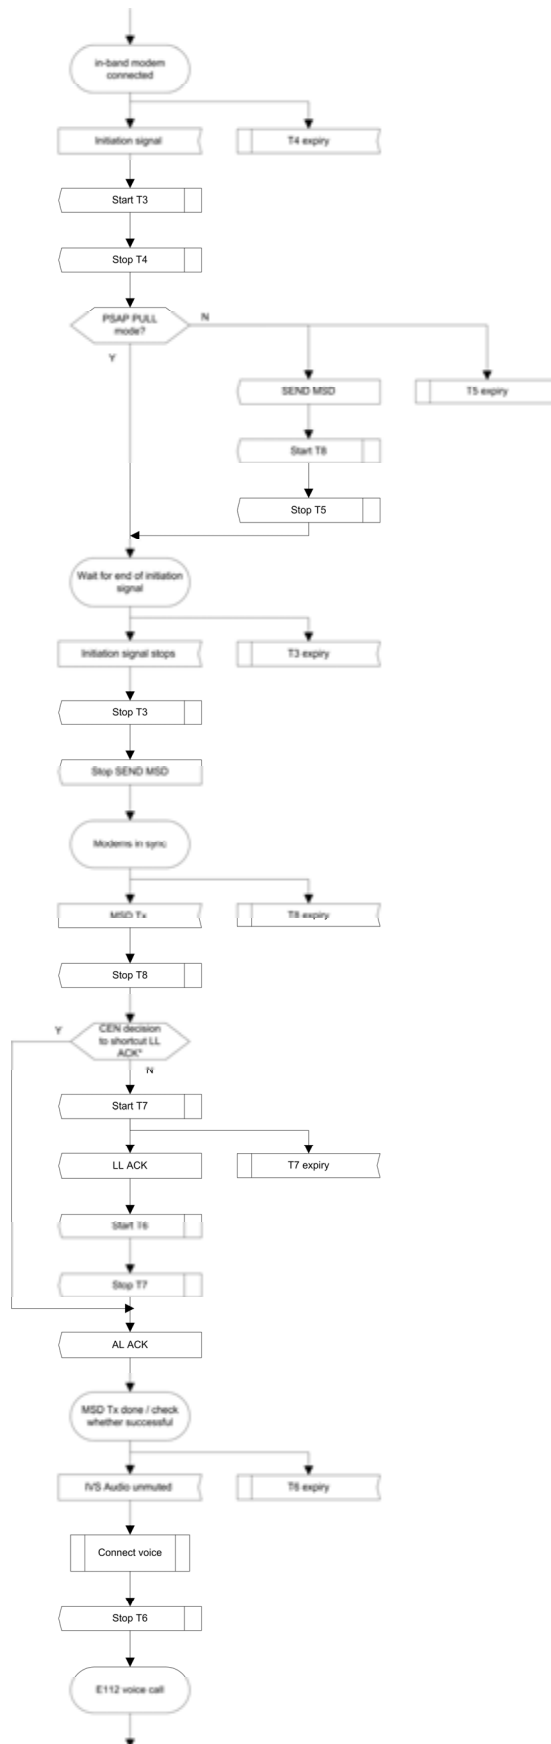 in-band modem
connected
Initiation signal
T4 expiry
Start T3
Stop T4
PSAP PULL
mode?
N
Y
SEND MSD
T5 expiry
Start T8
Stop T5
Wait for end of initiation
signal
Initiation signal stops
T3 expiry
Stop T3
Stop SEND MSD
Modems in sync
MSD Tx
T8 expiry
Stop T8
Y
CEN decision
to shortcut LL
ACK*
N
Start T7
LL ACK
T7 expiry
Start T6
Stop T7
AL ACK
MSD Tx done / check
whether successful
IVS Audio unmuted
T6 expiry
Connect voice
Stop T6
E112 voice call